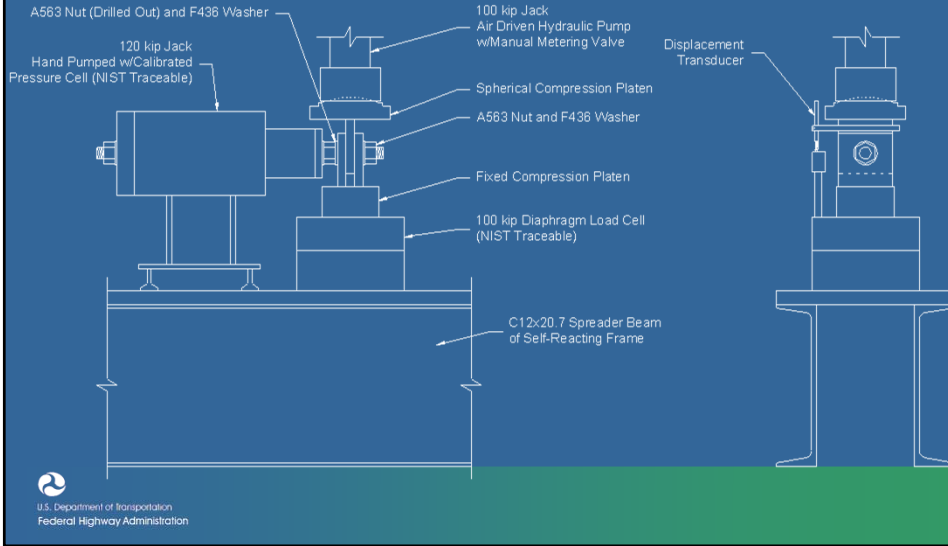 A563 Nut (Drilled Out) and F436 Washer
120 kip Jack
Hand Pumped w/Calibrated
Pressure Cell (NIST Traceable)
100 kip Jack
Air Driven Hydraulic Pump
w/Manual Metering Valve
Displacement
Transducer
Spherical Compression Platen
A563 Nut and F436 Washer
Fixed Compression Platen
100 kip Diaphragm Load Cell
(NIST Traceable)
C12x20.7 Spreader Beam
of Self-Reacting Frame
U.S. Department of Transportation
Federal Highway Administration